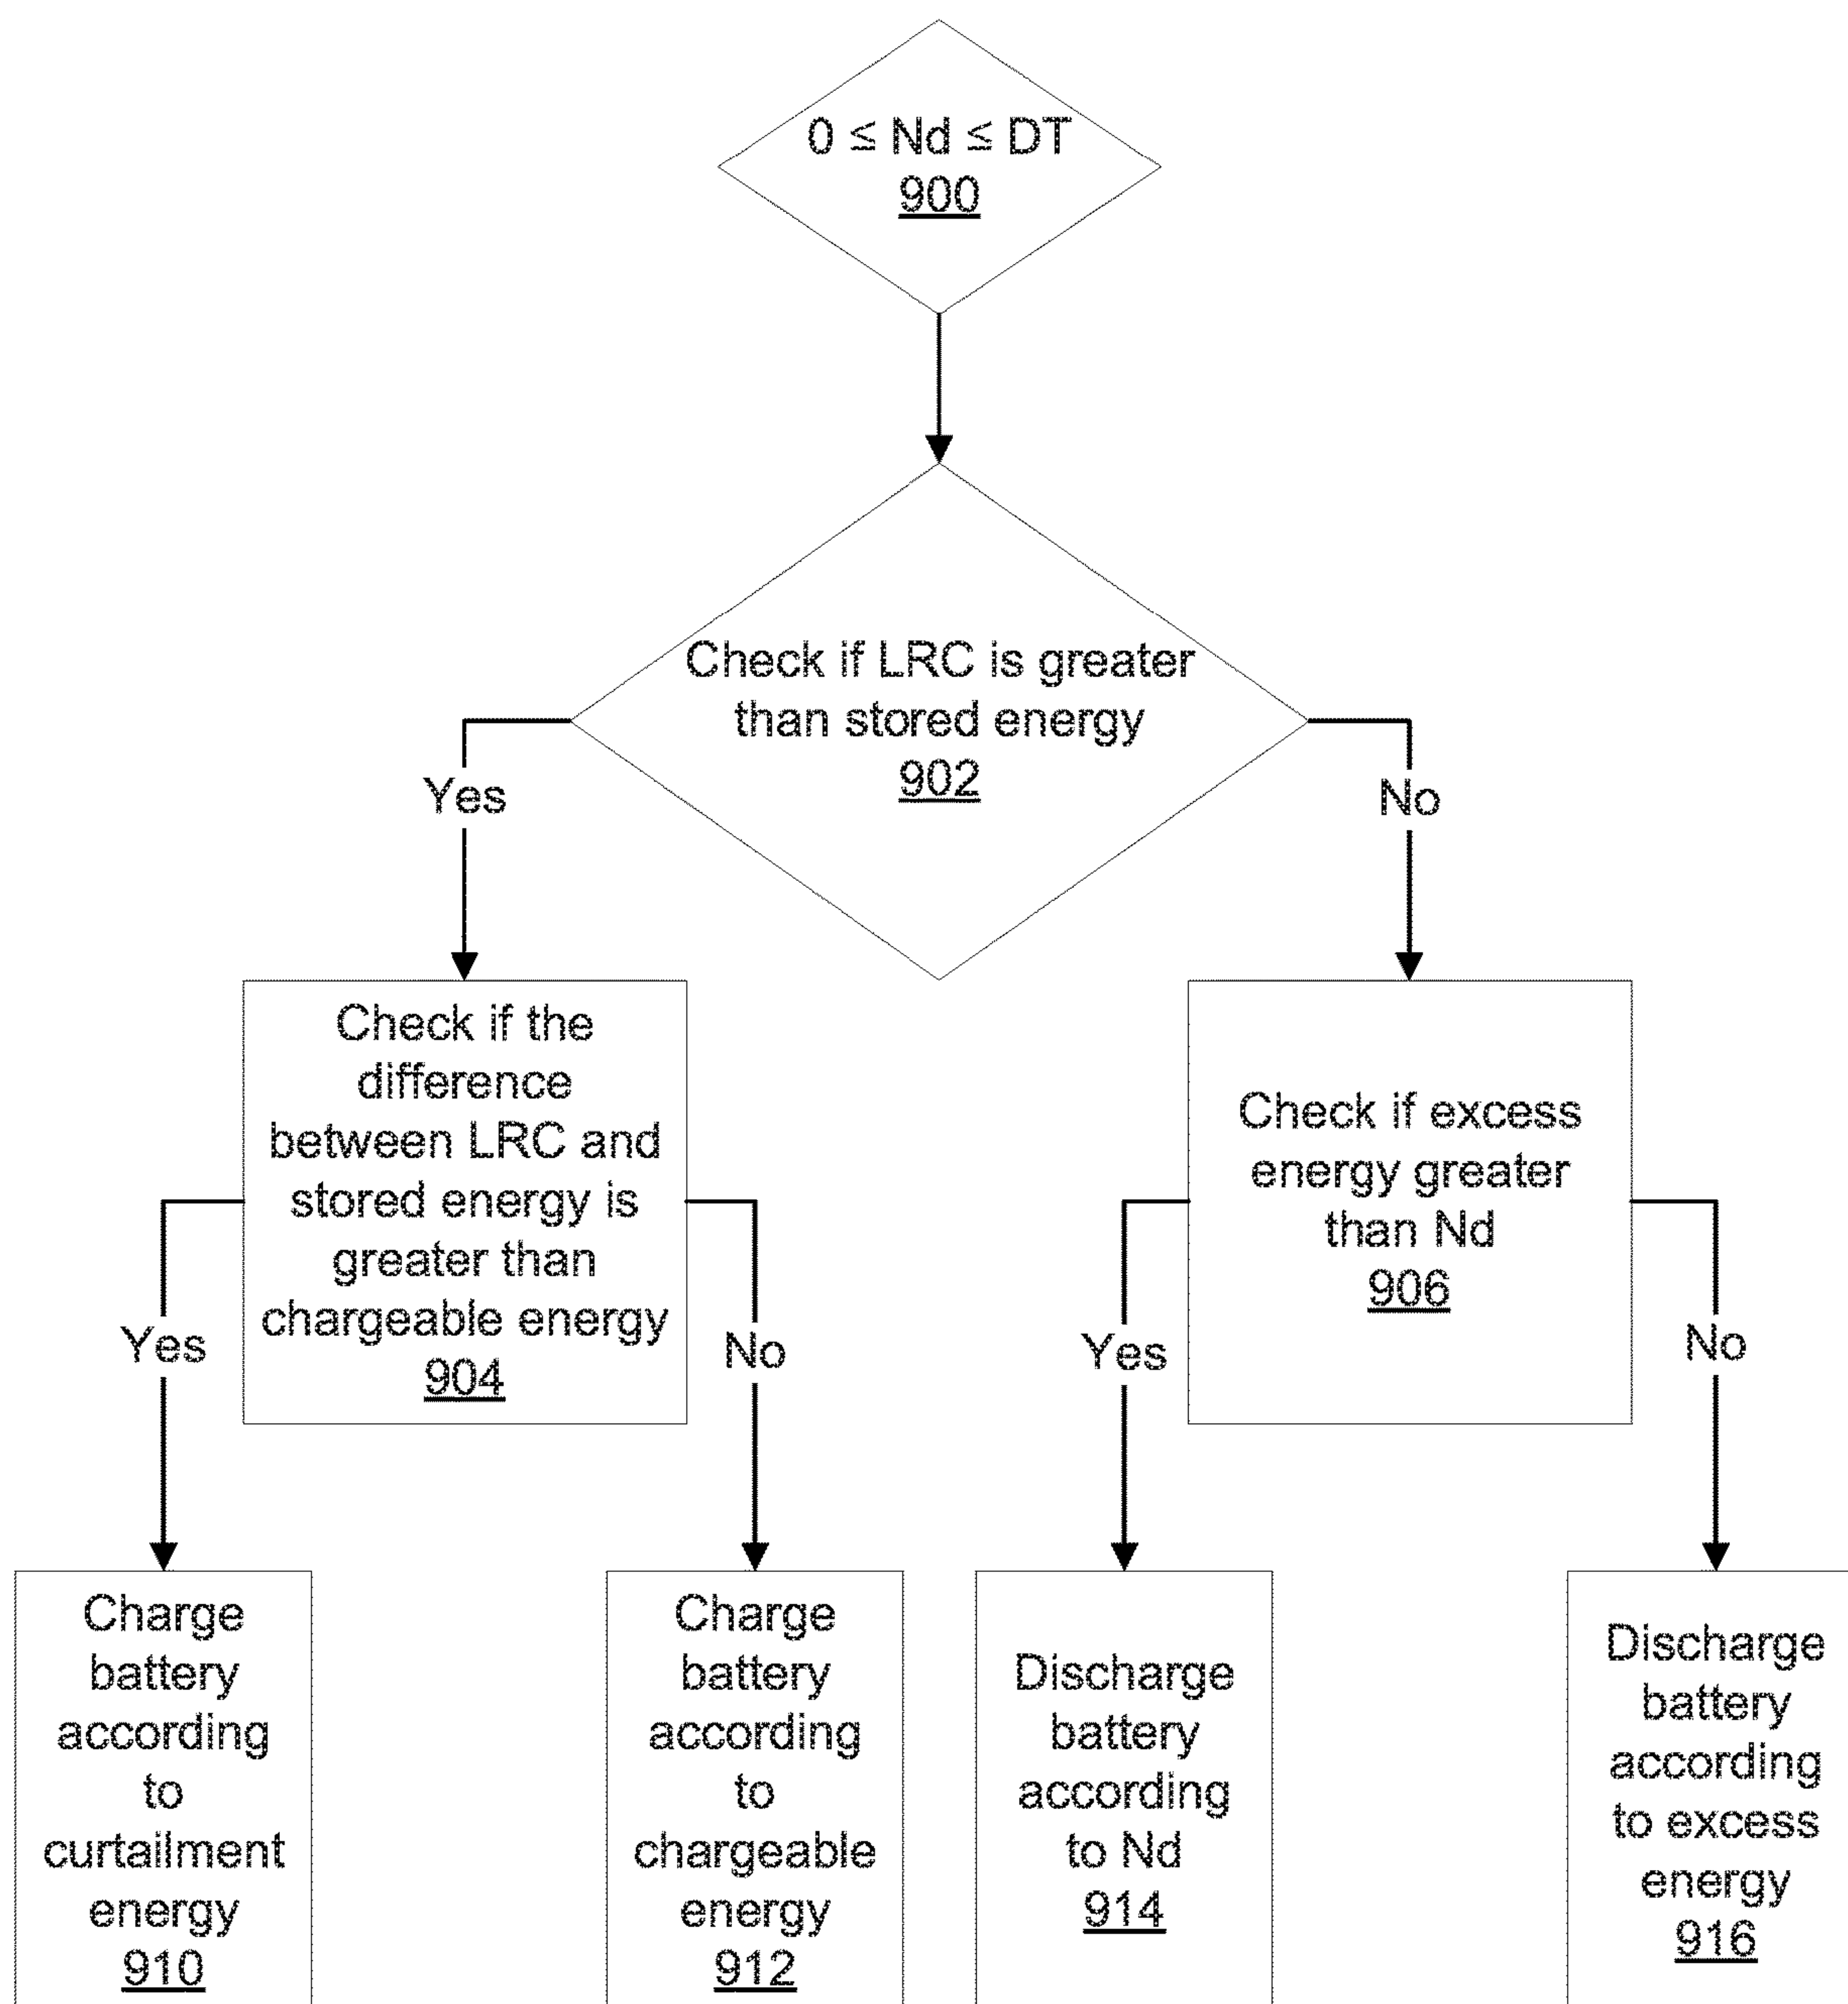 0 ≤ Nd ≤ DT
900
Check if LRC is greater
than stored energy
902
Yes
No
Check if the
difference
between LRC and
stored energy is
greater than
chargeable energy
904
Check if excess
energy greater
than Nd
906
Yes
No
Yes
No
Charge
battery
according
to
curtailment
energy
910
Charge
battery
according
to
chargeable
energy
912
Discharge
battery
according
to Nd
914
Discharge
battery
according
to excess
energy
916